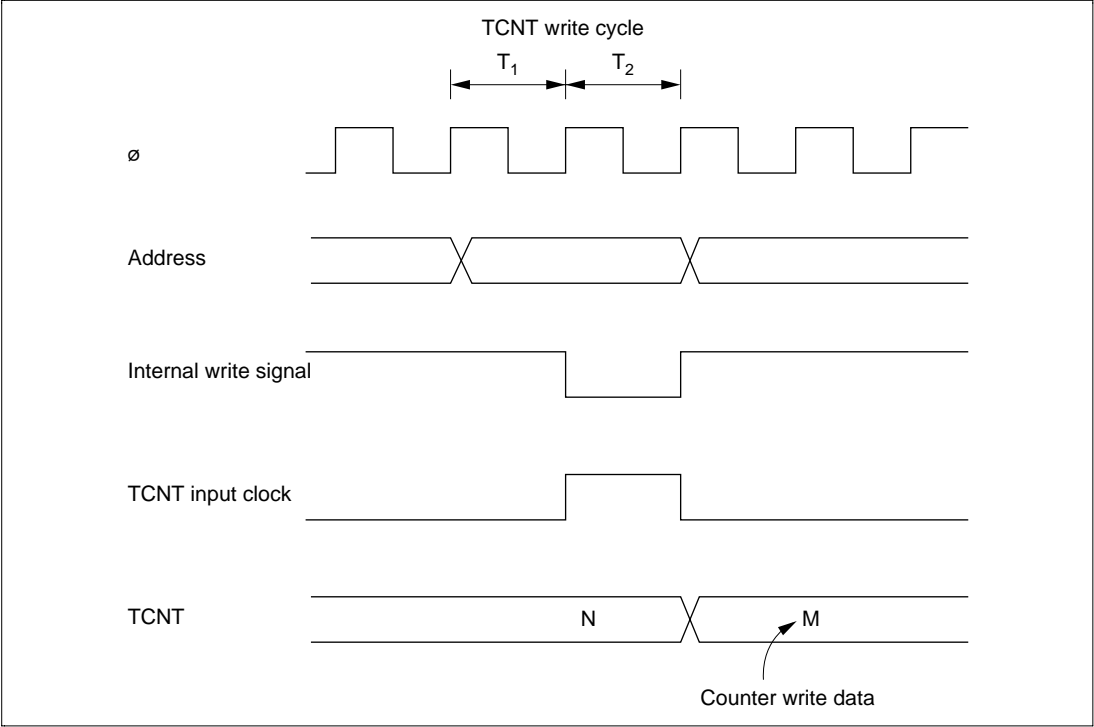 TCNT write cycle
T1 T2
ø
Address
Internal write signal
TCNT input clock
TCNT N M
Counter write data